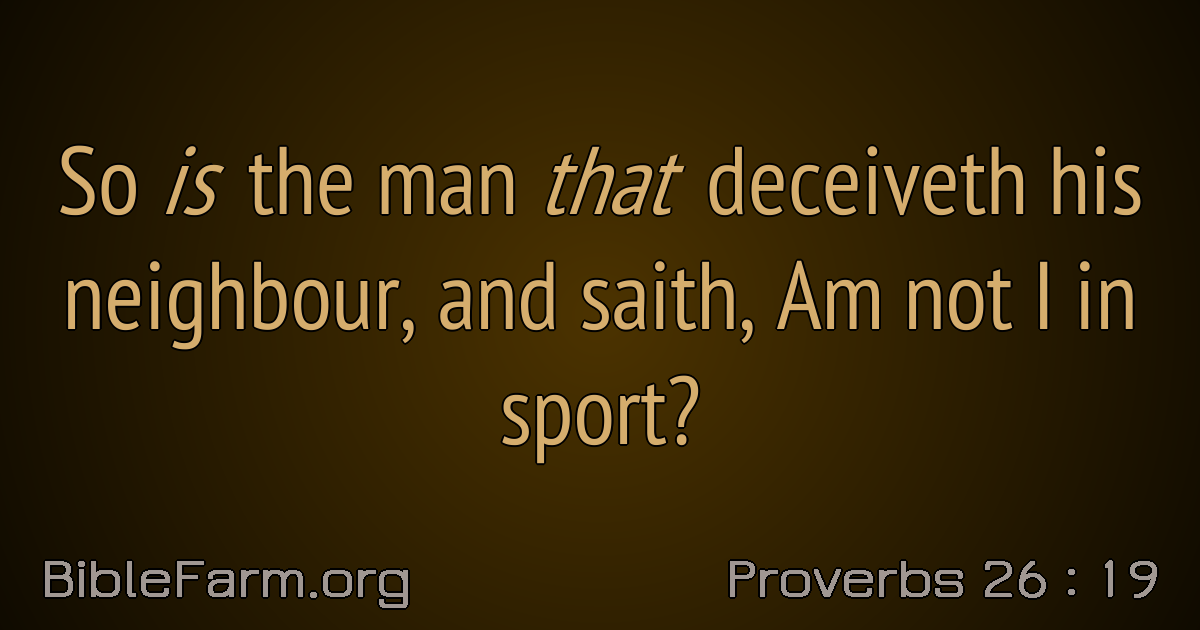 So is the man that deceiveth his
neighbour, and saith, Am not I in
sport?
BibleFarm.org
Proverbs 26 : 19